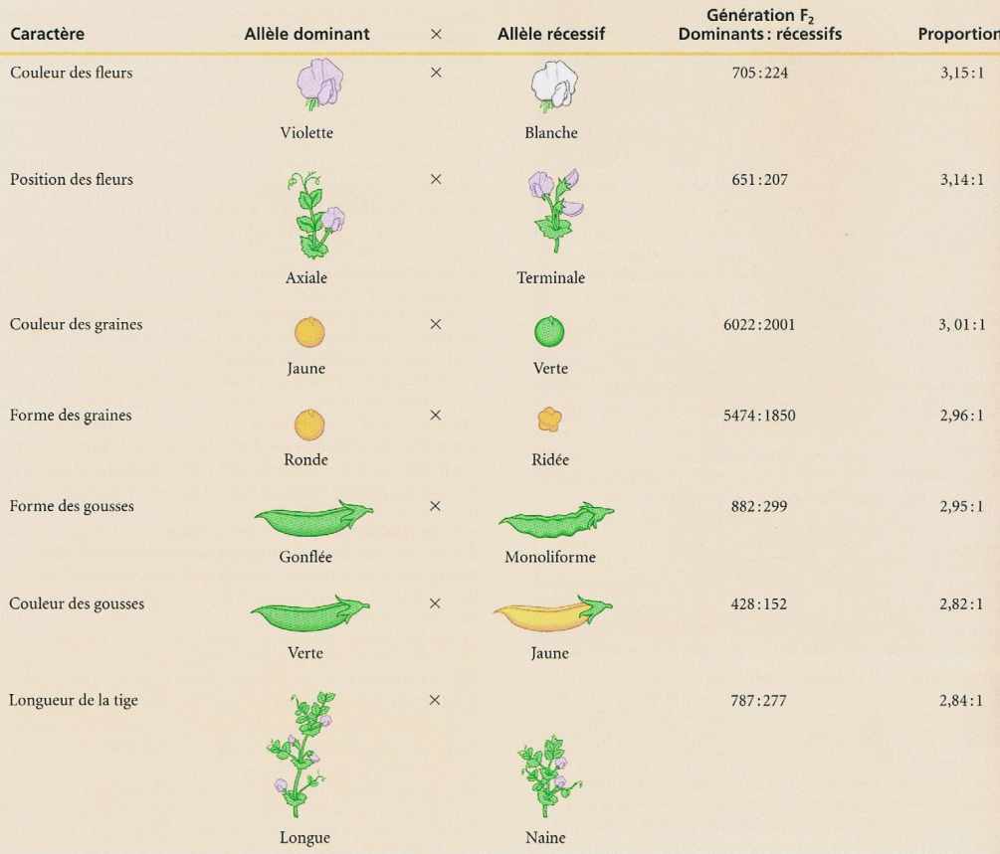 Génération F₂
Caractère Allèle dominant × Allèle récessif Dominants : récessifs Proportion
Couleur des fleurs × 705:224 3,15:1
Violette Blanche
Position des fleurs × 651:207 3,14:1
Axiale Terminale
Couleur des graines × 6022:2001 3, 01:1
Jaune Verte
Forme des graines × 5474:1850 2,96:1
Ronde Ridée
Forme des gousses × 882:299 2,95:1
Gonflée Monoliforme
Couleur des gousses × 428:152 2,82:1
Verte Jaune
Longueur de la tige × 787:277 2,84:1
Longue Naine